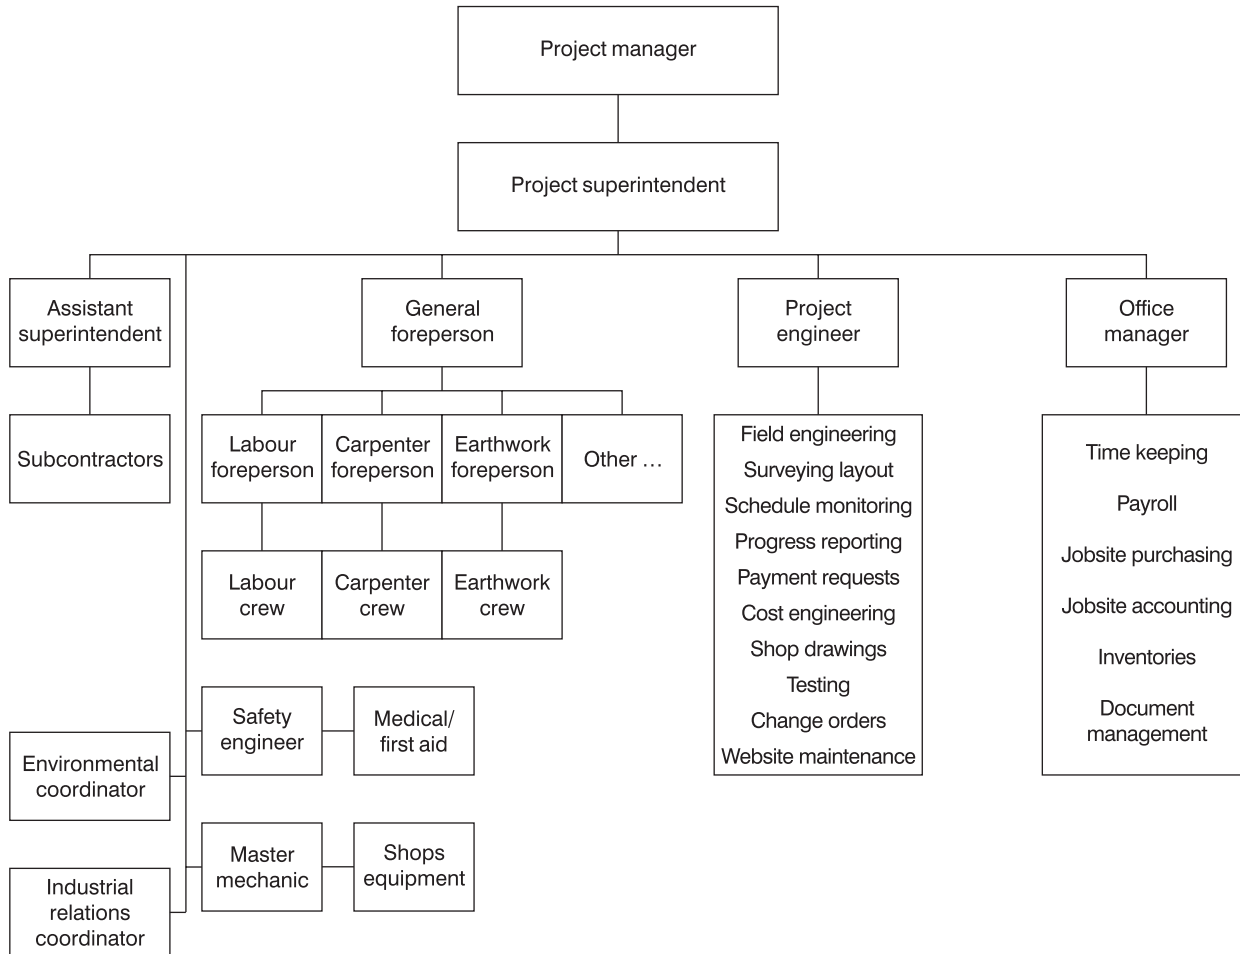 Project manager
Project superintendent
Assistant
superintendent
General
foreperson
Project
engineer
Office
manager
Subcontractors
Labour
foreperson
Carpenter
foreperson
Earthwork
foreperson
Other …
Labour
crew
Carpenter
crew
Earthwork
crew
Field engineering
Surveying layout
Schedule monitoring
Progress reporting
Payment requests
Cost engineering
Shop drawings
Testing
Change orders
Website maintenance
Time keeping
Payroll
Jobsite purchasing
Jobsite accounting
Inventories
Document
management
Safety
engineer
Medical/
first aid
Environmental
coordinator
Master
mechanic
Shops
equipment
Industrial
relations
coordinator